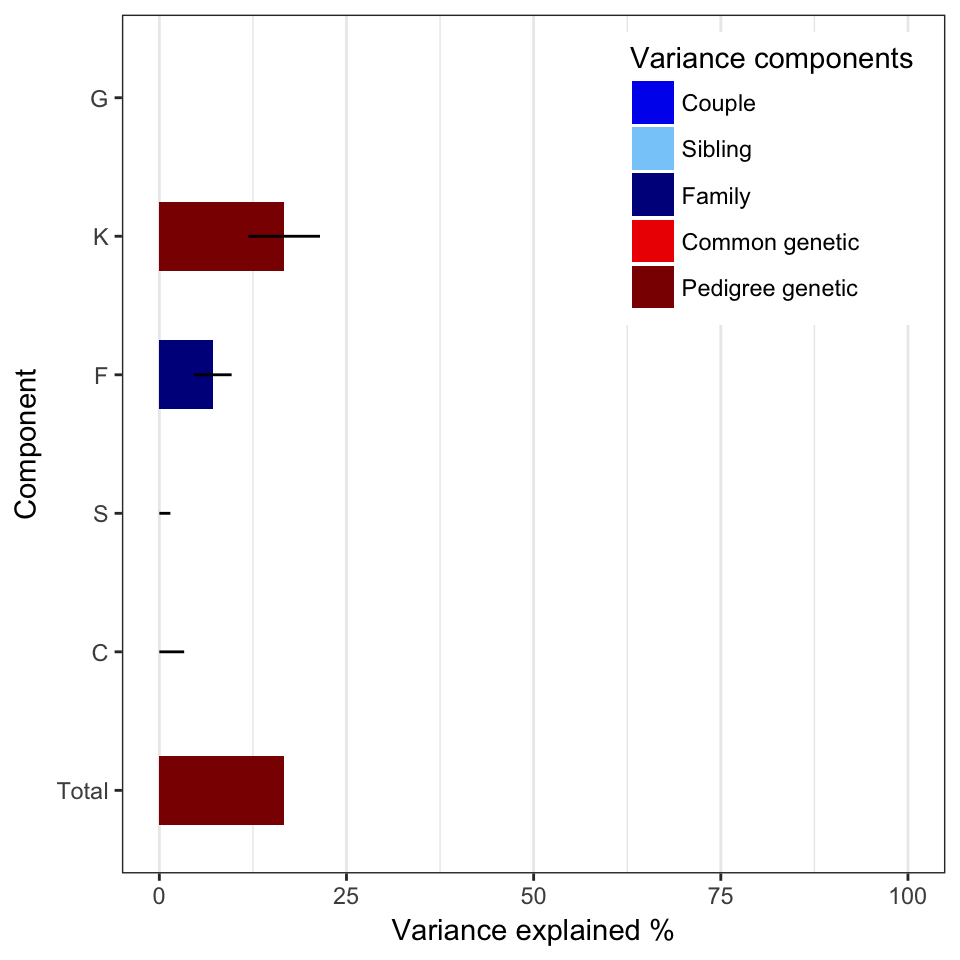 Variance components
Couple
Sibling
Family
Common genetic
Pedigree genetic
Component
G
K
F
S
C
Total
0 25 50 75 100
Variance explained %